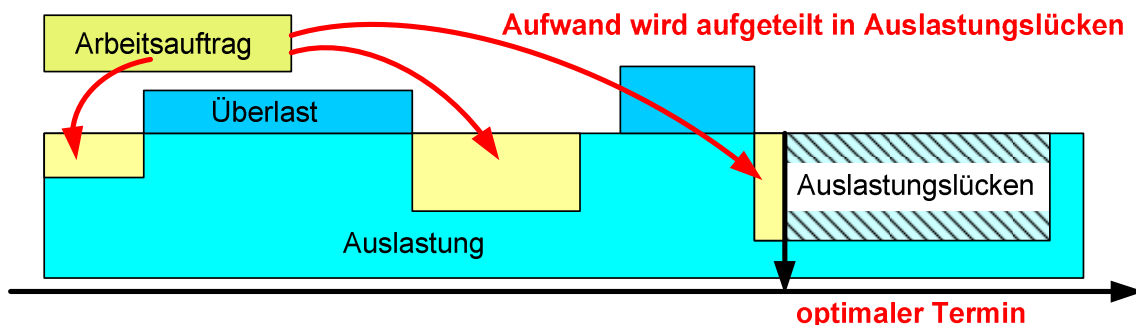 Aufwand wird aufgeteilt in Auslastungslücken
Arbeitsauftrag
Überlast
Auslastungslücken
Auslastung
optimaler Termin